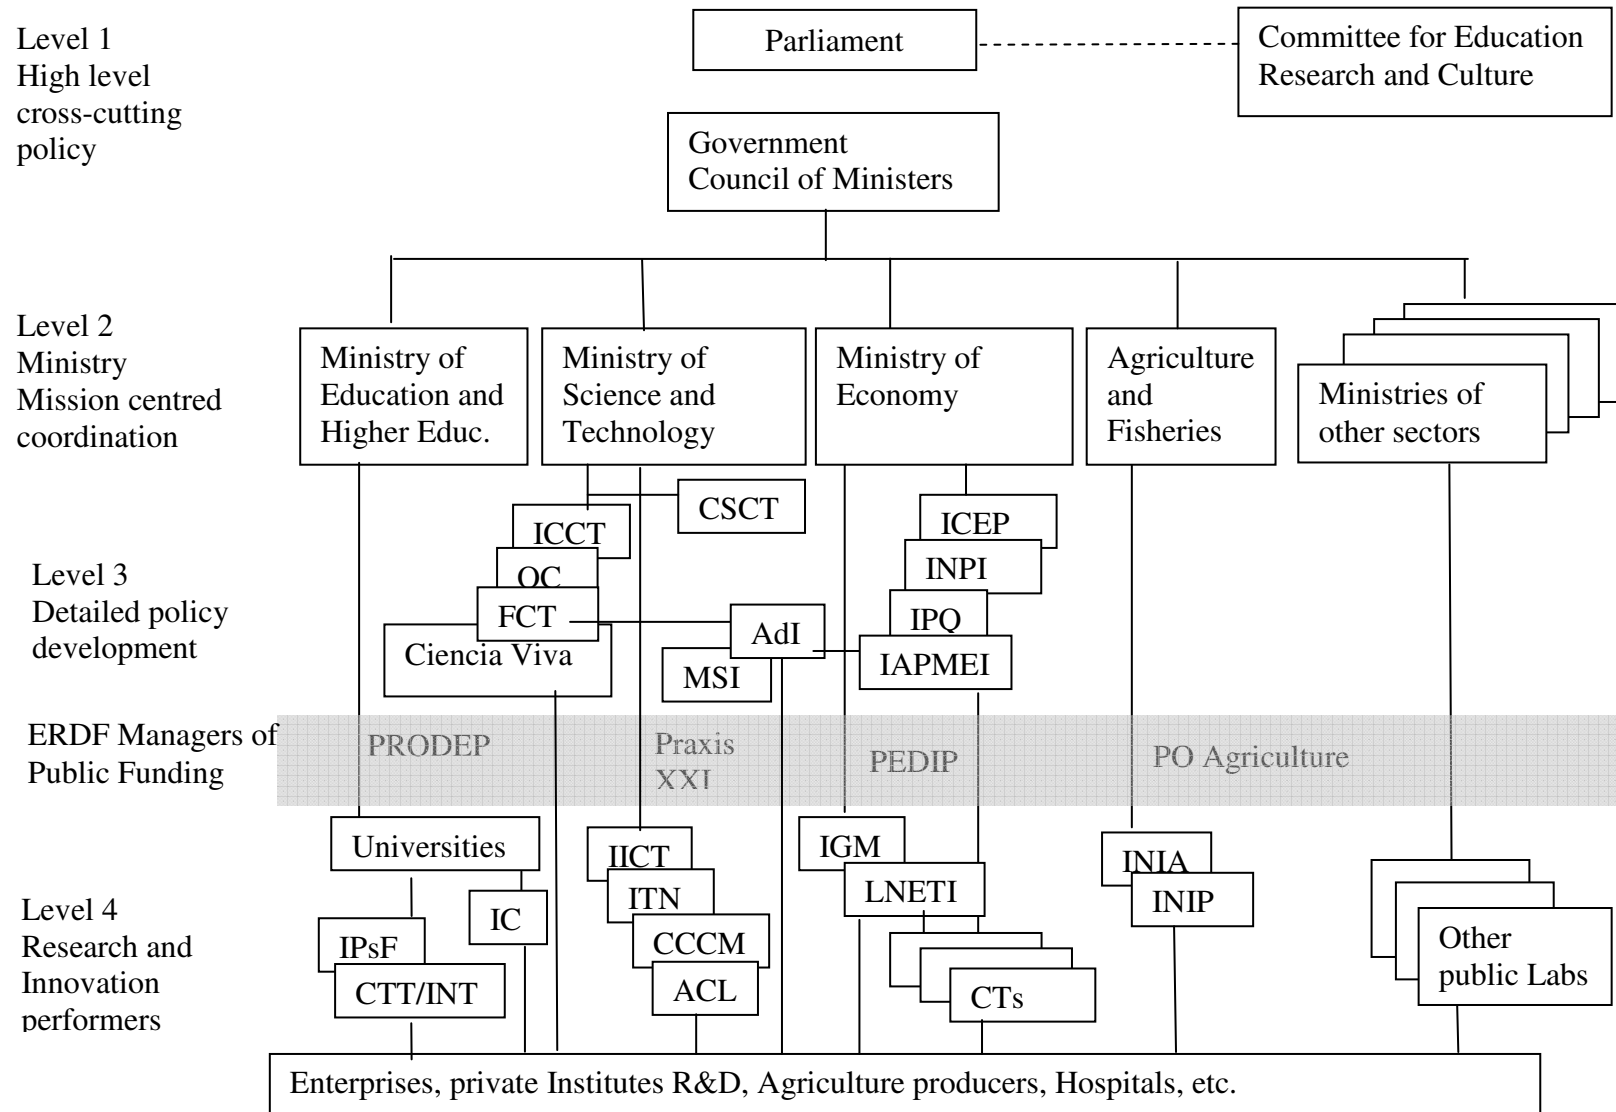 Level 1
High level
cross-cutting
policy
Parliament
Committee for Education
Research and Culture
Government
Council of Ministers
Level 2
Ministry
Mission centred
coordination
Ministry of
Education and
Higher Educ.
Ministry of
Science and
Technology
Ministry of
Economy
Agriculture
and
Fisheries
Ministries of
other sectors
Level 3
Detailed policy
development
CSCT
ICCT
OC
FCT
Ciencia Viva
AdI
MSI
ICEP
INPI
IPQ
IAPMEI
ERDF Managers of
Public Funding
PRODEP
Praxis
XXI
PEDIP
PO Agriculture
Level 4
Research and
Innovation
performers
Universities
IC
IPsF
CTT/INT
IICT
ITN
CCCM
ACL
IGM
LNETI
CTs
INIA
INIP
Other
public Labs
Enterprises, private Institutes R&D, Agriculture producers, Hospitals, etc.